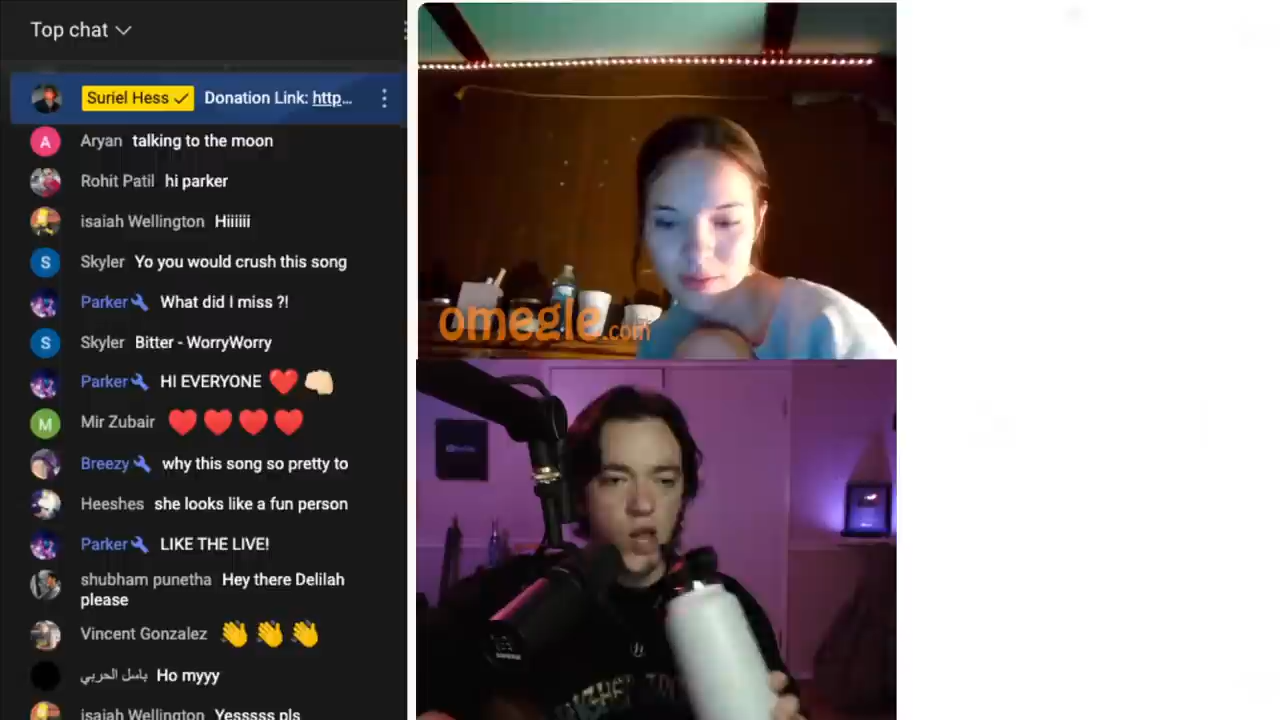 Top chat
Suriel Hess Donation Link: http...
Aryan talking to the moon
Rohit Patil hi parker
isaiah Wellington Hiiiiii
Skyler Yo you would crush this song
Parker What did I miss ?!
Skyler Bitter - WorryWorry
Parker HI EVERYONE ❤️ 👊🏻
Mir Zubair ❤️ ❤️ ❤️ ❤️
Breezy why this song so pretty to
Heeshes she looks like a fun person
Parker LIKE THE LIVE!
shubham punetha Hey there Delilah
please
Vincent Gonzalez 👋 👋 👋
باسل الحربي Ho myyy
isaiah Wellington Yesssss pls
A
S
S
M
omegle.com